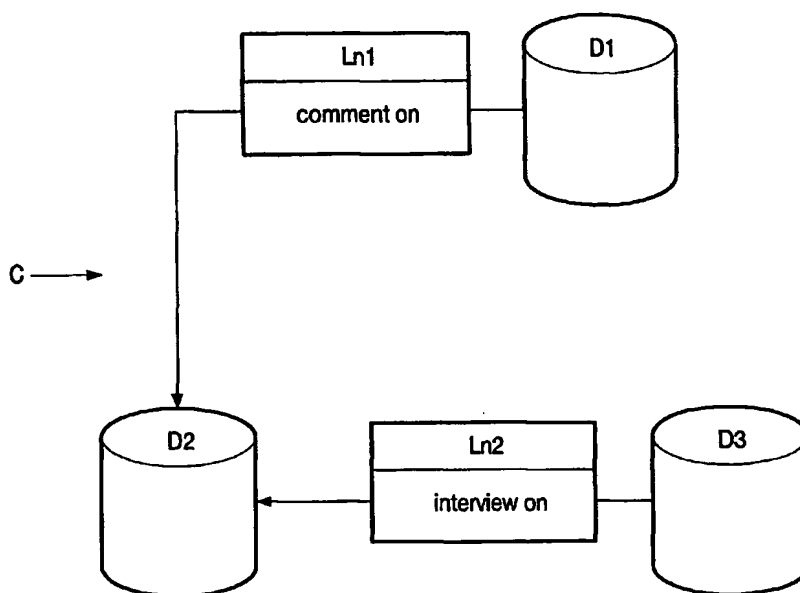 Ln1
D1
comment on
C
D2
Ln2
D3
interview on